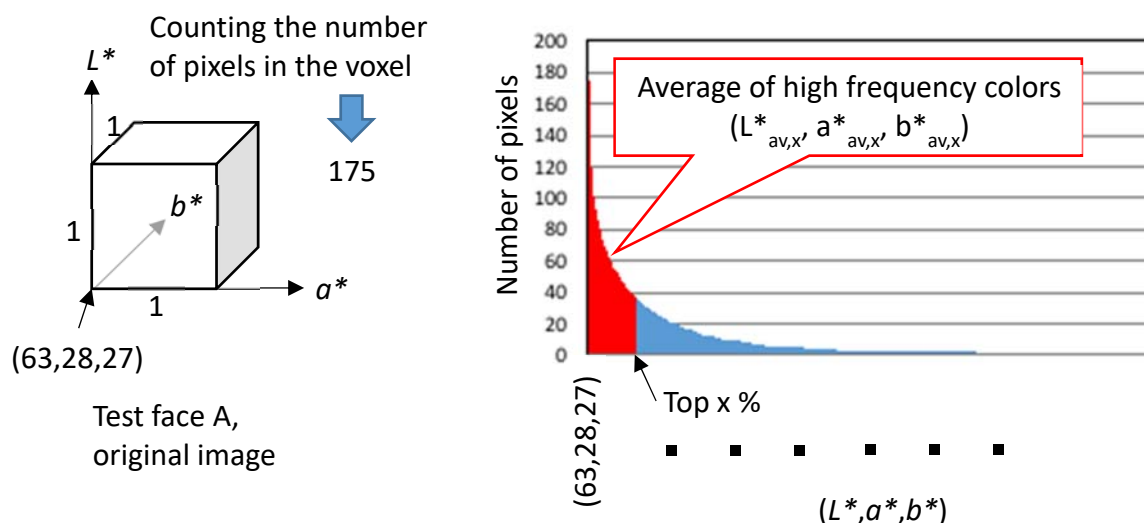 Counting the number
of pixels in the voxel
175
L*
1
b*
1
a*
1
(63,28,27)
Test face A,
original image
Number of pixels
200
180
160
140
120
100
80
60
40
20
0
Average of high frequency colors
(L*av,x, a*av,x, b*av,x)
(63,28,27)
Top x %
(L*,a*,b*)